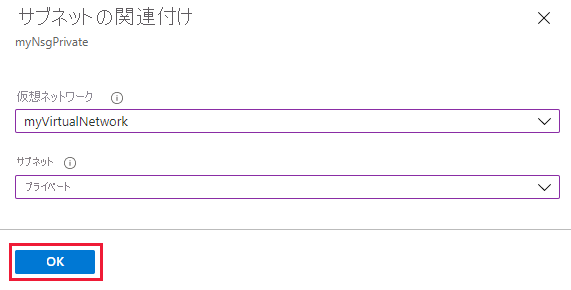 サブネットの関連付け
myNsgPrivate
仮想ネットワーク
myVirtualNetwork
サブネット
プライベート
OK